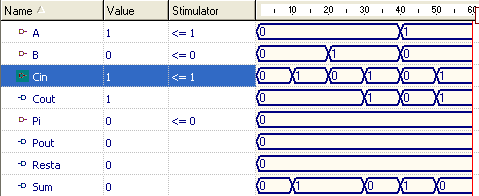 Name Value Stimulator 10 20 30 40 50 60
A 1 <= 1 0 1
B 0 <= 0 0 1 0
Cin 1 <= 1 0 1 0 1 0 1
Cout 1 0 1 0 1
Pi 0 <= 0 0
Pout 0 0
Resta 0 0
Sum 0 0 1 0 1 0